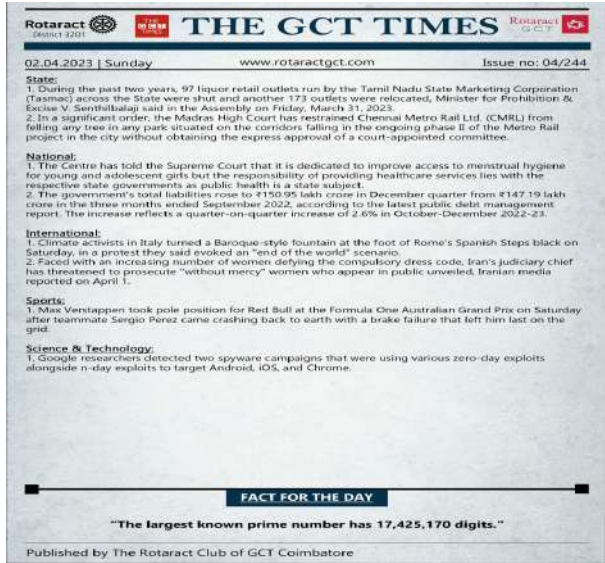 Rotaract
District 3201
THE
GCT
TIMES
THE GCT TIMES
Rotaract
GCT
02.04.2023 | Sunday
www.rotaractgct.com
Issue no: 04/244
State:
1. During the past two years, 97 liquor retail outlets run by the Tamil Nadu State Marketing Corporation
(Tasmac) across the State were shut and another 173 outlets were relocated, Minister for Prohibition &
Excise V. Senthilbalaji said in the Assembly on Friday, March 31, 2023.
2. In a significant order, the Madras High Court has restrained Chennai Metro Rail Ltd. (CMRL) from
felling any tree in any park situated on the corridors falling in the ongoing phase II of the Metro Rail
project in the city without obtaining the express approval of a court-appointed committee.
National:
1. The Centre has told the Supreme Court that it is dedicated to improve access to menstrual hygiene
for young and adolescent girls but the responsibility of providing healthcare services lies with the
respective state governments as public health is a state subject.
2. The government's total liabilities rose to ₹150.95 lakh crore in December quarter from ₹147.19 lakh
crore in the three months ended September 2022, according to the latest public debt management
report. The increase reflects a quarter-on-quarter increase of 2.6% in October-December 2022-23.
International:
1. Climate activists in Italy turned a Baroque-style fountain at the foot of Rome's Spanish Steps black on
Saturday, in a protest they said evoked an "end of the world" scenario.
2. Faced with an increasing number of women defying the compulsory dress code, Iran's judiciary chief
has threatened to prosecute "without mercy" women who appear in public unveiled, Iranian media
reported on April 1.
Sports:
1. Max Verstappen took pole position for Red Bull at the Formula One Australian Grand Prix on Saturday
after teammate Sergio Perez came crashing back to earth with a brake failure that left him last on the
grid.
Science & Technology:
1. Google researchers detected two spyware campaigns that were using various zero-day exploits
alongside n-day exploits to target Android, iOS, and Chrome.
FACT FOR THE DAY
"The largest known prime number has 17,425,170 digits."
Published by The Rotaract Club of GCT Coimbatore